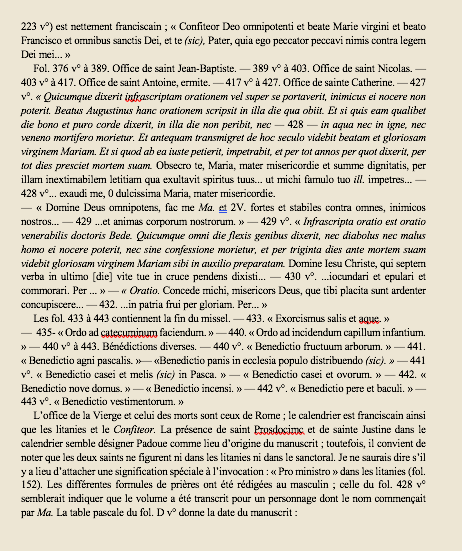 223 v°) est nettement franciscain ; « Confiteor Deo omnipotenti et beate Marie virgini et beato
Francisco et omnibus sanctis Dei, et te (sic), Pater, quia ego peccator peccavi nimis contra legem
Dei mei... »
Fol. 376 v° à 389. Office de saint Jean-Baptiste. — 389 v° à 403. Office de saint Nicolas. —
403 v° à 417. Office de saint Antoine, ermite. — 417 v° à 427. Office de sainte Catherine. — 427
v°. « Quicumque dixerit infrascriptam orationem vel super se portaverit, inimicus ei nocere non
poterit. Beatus Augustinus hanc orationem scripsit in illa die qua obiit. Et si quis eam qualibet
die bono et puro corde dixerit, in illa die non peribit, nec — 428 — in aqua nec in igne, nec
veneno mortifero morietur. Et antequam transmigret de hoc seculo videbit beatam et gloriosam
virginem Mariam. Et si quod ab ea iuste petierit, impetrabit, et per tot annos per quot dixerit, per
tot dies presciet mortem suam. Obsecro te, Maria, mater misericordie et summe dignitatis, per
illam inextimabilem letitiam qua exultavit spiritus tuus... ut michi famulo tuo ill. impetres... —
428 v°... exaudi me, 0 dulcissima Maria, mater misericordie.
— « Domine Deus omnipotens, fac me Ma. et 2V. fortes et stabiles contra omnes, inimicos
nostros... — 429 ...et animas corporum nostrorum. » — 429 v°. « Infrascripta oratio est oratio
venerabilis doctoris Bede. Quicumque omni die flexis genibus dixerit, nec diabolus nec malus
homo ei nocere poterit, nec sine confessione morietur, et per triginta dies ante mortem suam
videbit gloriosam virginem Mariam sibi in auxilio preparatam. Domine Iesu Christe, qui septem
verba in ultimo [die] vite tue in cruce pendens dixisti... — 430 v°. ...iocundari et epulari et
commorari. Per ... » — « Oratio. Concede michi, misericors Deus, que tibi placita sunt ardenter
concupiscere... — 432. ...in patria frui per gloriam. Per... »
Les fol. 433 à 443 contiennent la fin du missel. — 433. « Exorcismus salis et aque. »
— 435- « Ordo ad catecuminum faciendum. » — 440. « Ordo ad incidendum capillum infantium.
» — 440 v° à 443. Bénédictions diverses. — 440 v°. « Benedictio fructuum arborum. » — 441.
« Benedictio agni pascalis. »— «Benedictio panis in ecclesia populo distribuendo (sic). » — 441
v°. « Benedictio casei et melis (sic) in Pasca. » — « Benedictio casei et ovorum. » — 442. «
Benedictio nove domus. » — « Benedictio incensi. » — 442 v°. « Benedictio pere et baculi. » —
443 v°. « Benedictio vestimentorum. »
L'office de la Vierge et celui des morts sont ceux de Rome ; le calendrier est franciscain ainsi
que les litanies et le Confiteor. La présence de saint Prosdocimc et de sainte Justine dans le
calendrier semble désigner Padoue comme lieu d'origine du manuscrit ; toutefois, il convient de
noter que les deux saints ne figurent ni dans les litanies ni dans le sanctoral. Je ne saurais dire s'il
y a lieu d'attacher une signification spéciale à l'invocation : « Pro ministro » dans les litanies (fol.
152). Les différentes formules de prières ont été rédigées au masculin ; celle du fol. 428 v°
semblerait indiquer que le volume a été transcrit pour un personnage dont le nom commençait
par Ma. La table pascale du fol. D v° donne la date du manuscrit :